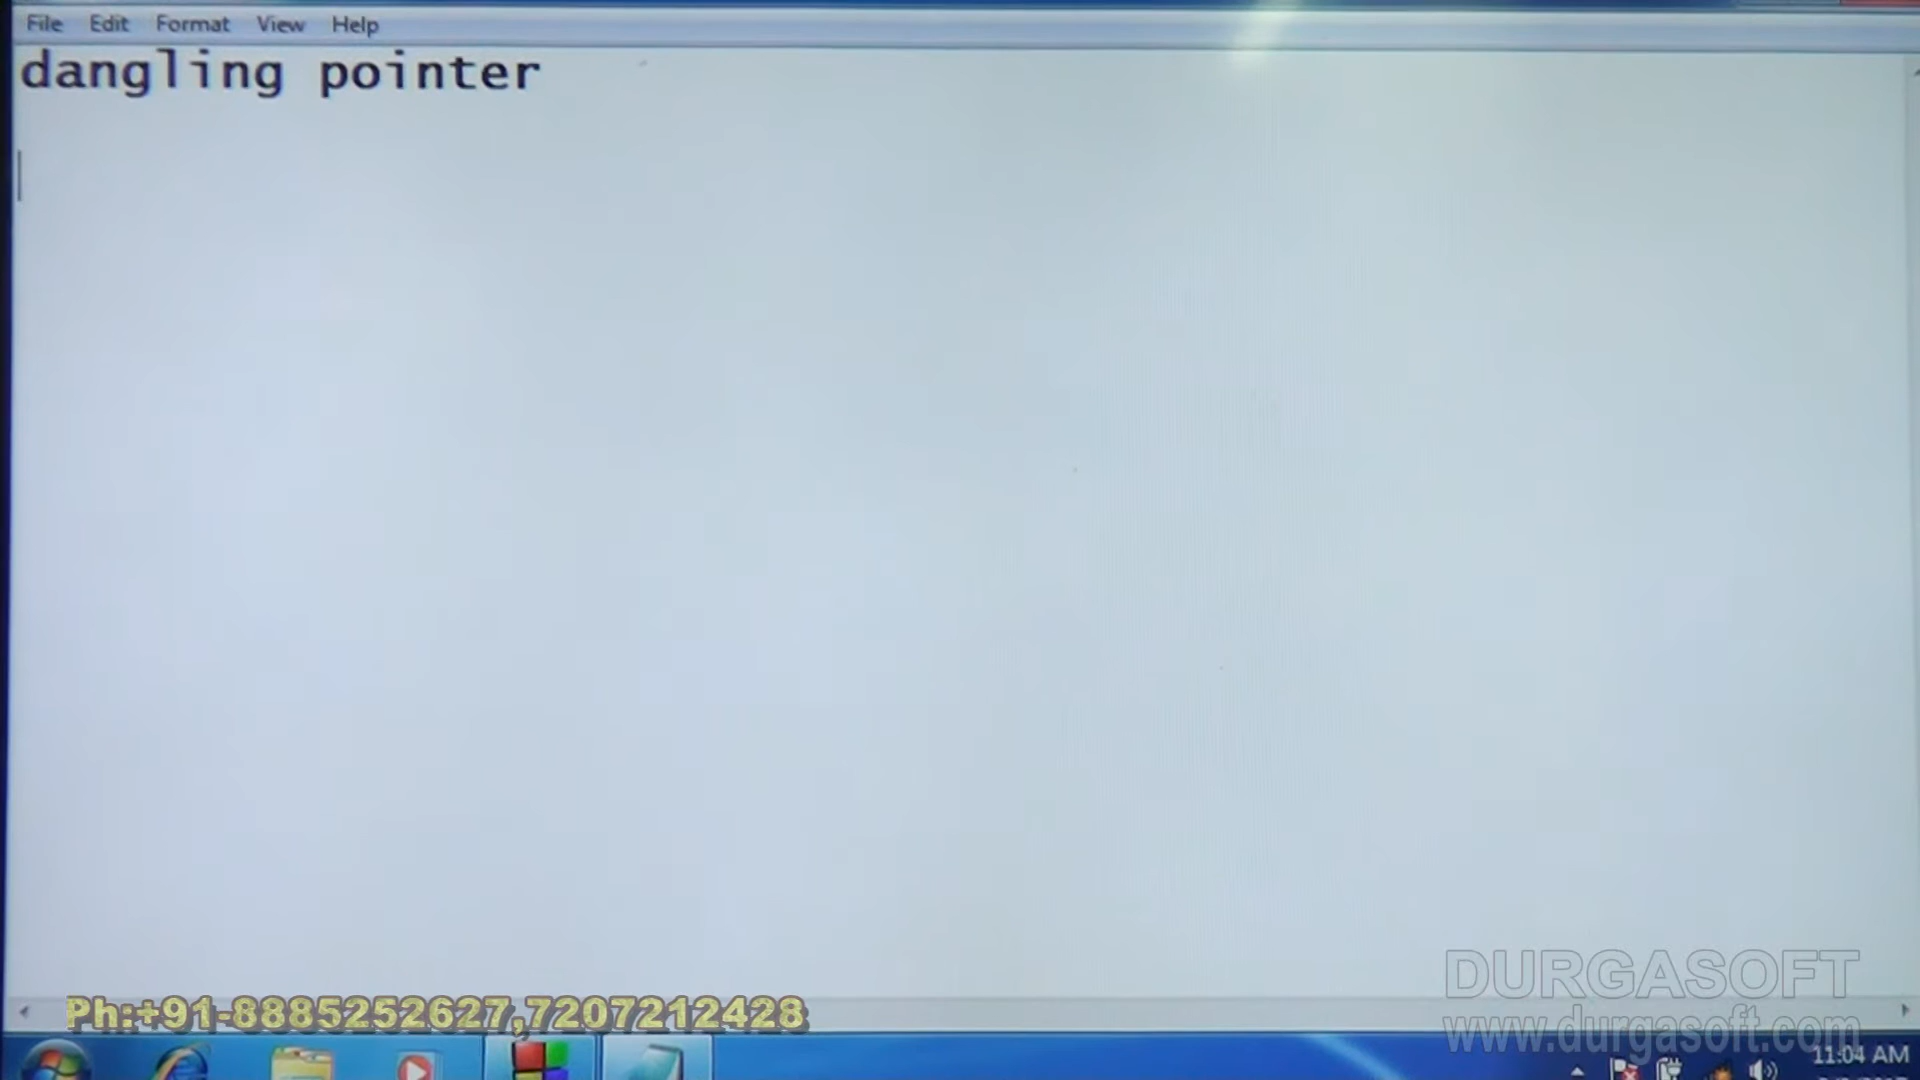 File Edit Format View Help
dangling pointer
DURGASOFT
Ph:+91-8885252627,7207212428
www.durgasoft.com
11:04 AM